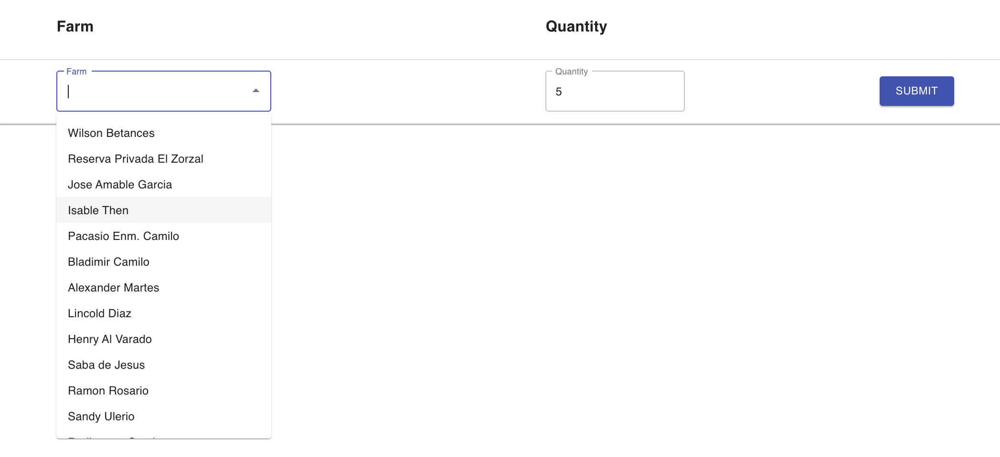 Farm
Quantity
Farm
Quantity
5
SUBMIT
Wilson Betances
Reserva Privada El Zorzal
Jose Amable Garcia
Isable Then
Pacasio Enm. Camilo
Bladimir Camilo
Alexander Martes
Lincold Diaz
Henry Al Varado
Saba de Jesus
Ramon Rosario
Sandy Ulerio